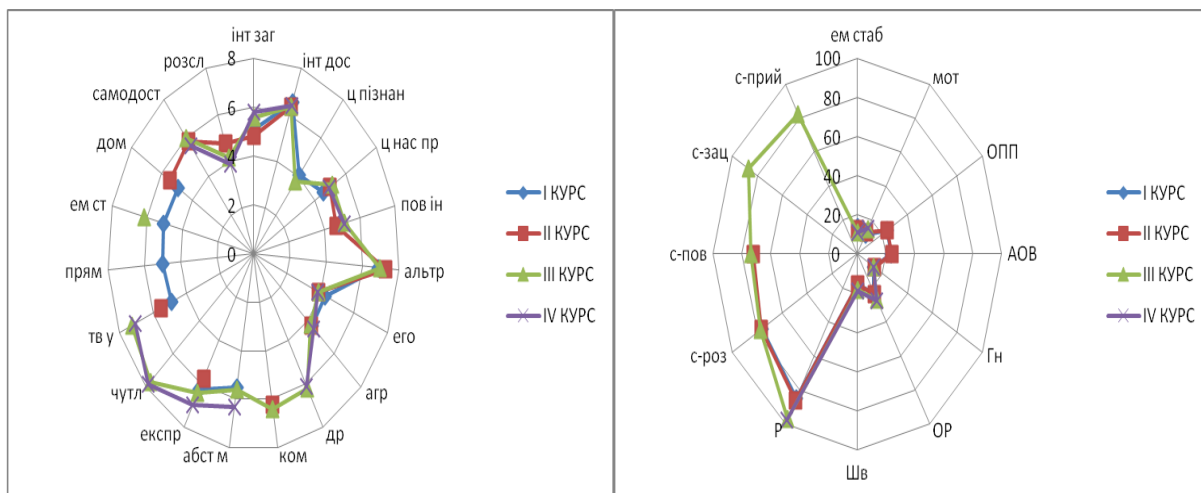 інт заг
інт дос
ц пізнан
ц нас пр
пов ін
альтр
его
агр
др
ком
абст м
експр
чутл
тв у
прям
ем ст
дом
самодост
розсл
8
6
4
2
0
I КУРС
II КУРС
III КУРС
IV КУРС
ем стаб
мот
ОПП
АОВ
Гн
ОР
Шв
Р
с-роз
с-пов
с-зац
с-прий
100
80
60
40
20
0
I КУРС
II КУРС
III КУРС
IV КУРС